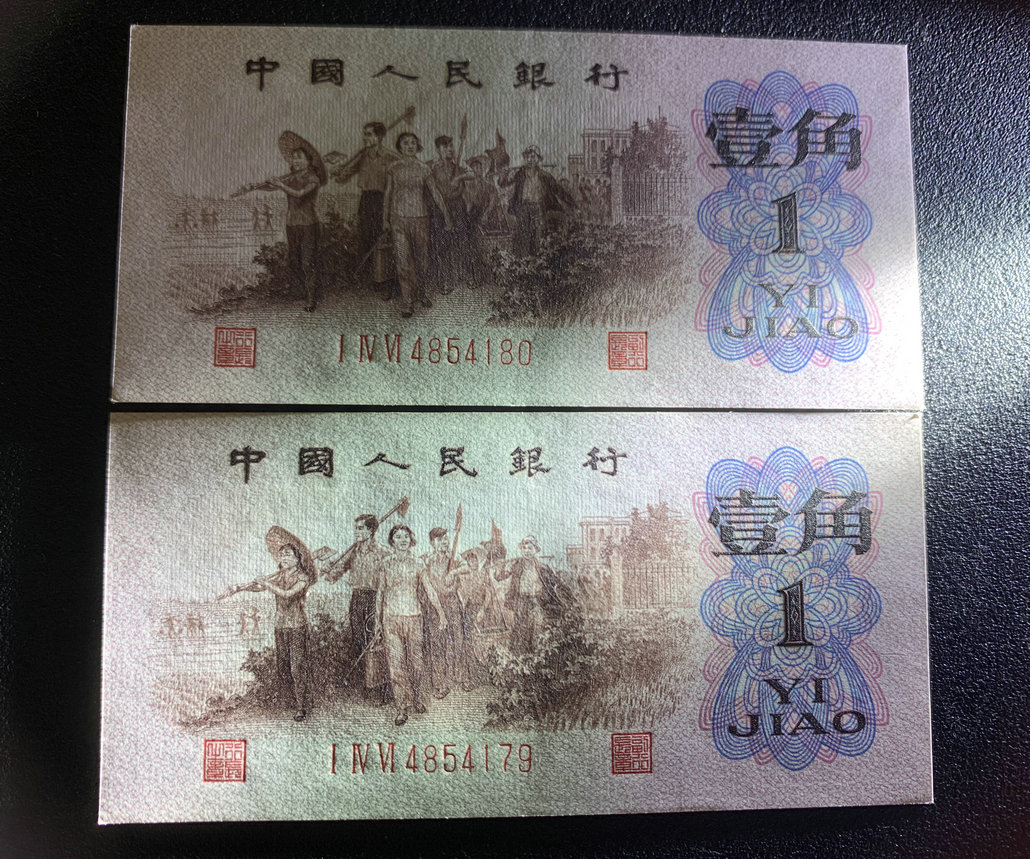 中國人民銀行
壹角
1
YI
JIAO
Ⅰ Ⅳ Ⅵ 4854180
中國人民銀行
壹角
1
YI
JIAO
Ⅰ Ⅳ Ⅵ 4854179